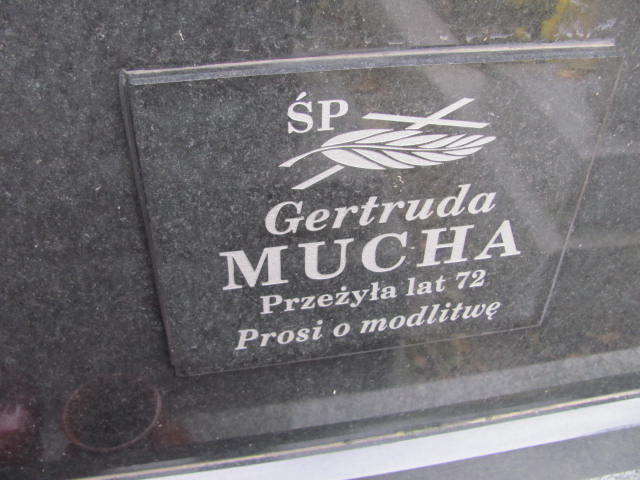 ŚP
Gertruda
MUCHA
Przeżyła lat 72
Prosi o modlitwę